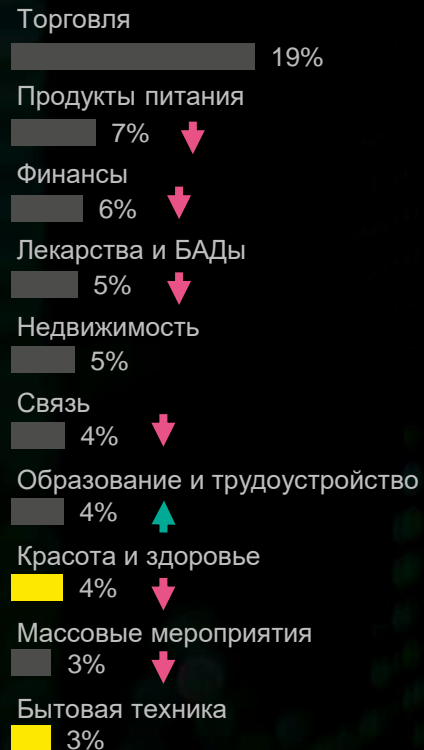 Торговля
19%
Продукты питания
7%
Финансы
6%
Лекарства и БАДы
5%
Недвижимость
5%
Связь
4%
Образование и трудоустройство
4%
Красота и здоровье
4%
Массовые мероприятия
3%
Бытовая техника
3%